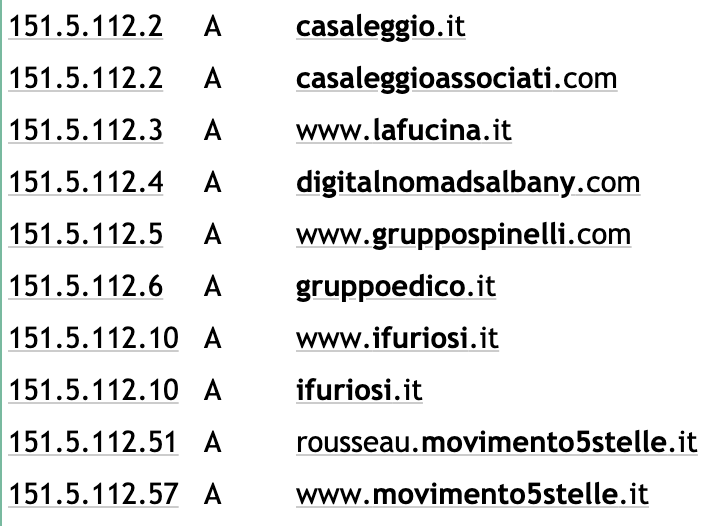 151.5.112.2 A casaleggio.it
151.5.112.2 A casaleggioassociati.com
151.5.112.3 A www.lafucina.it
151.5.112.4 A digitalnomadsalbany.com
151.5.112.5 A www.gruppospinelli.com
151.5.112.6 A gruppoedico.it
151.5.112.10 A www.ifuriosi.it
151.5.112.10 A ifuriosi.it
151.5.112.51 A rousseau.movimento5stelle.it
151.5.112.57 A www.movimento5stelle.it